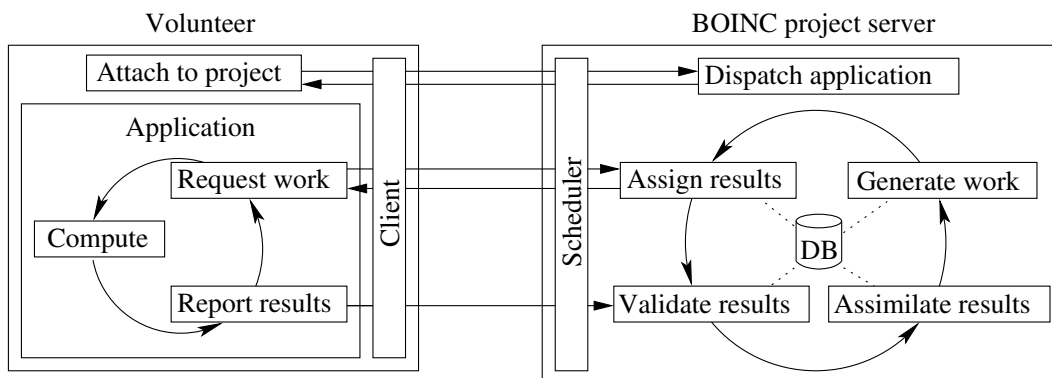 Volunteer
BOINC project server
Attach to project
Dispatch application
Application
Request work
Assign results
Generate work
Compute
Client
Scheduler
DB
Report results
Validate results
Assimilate results